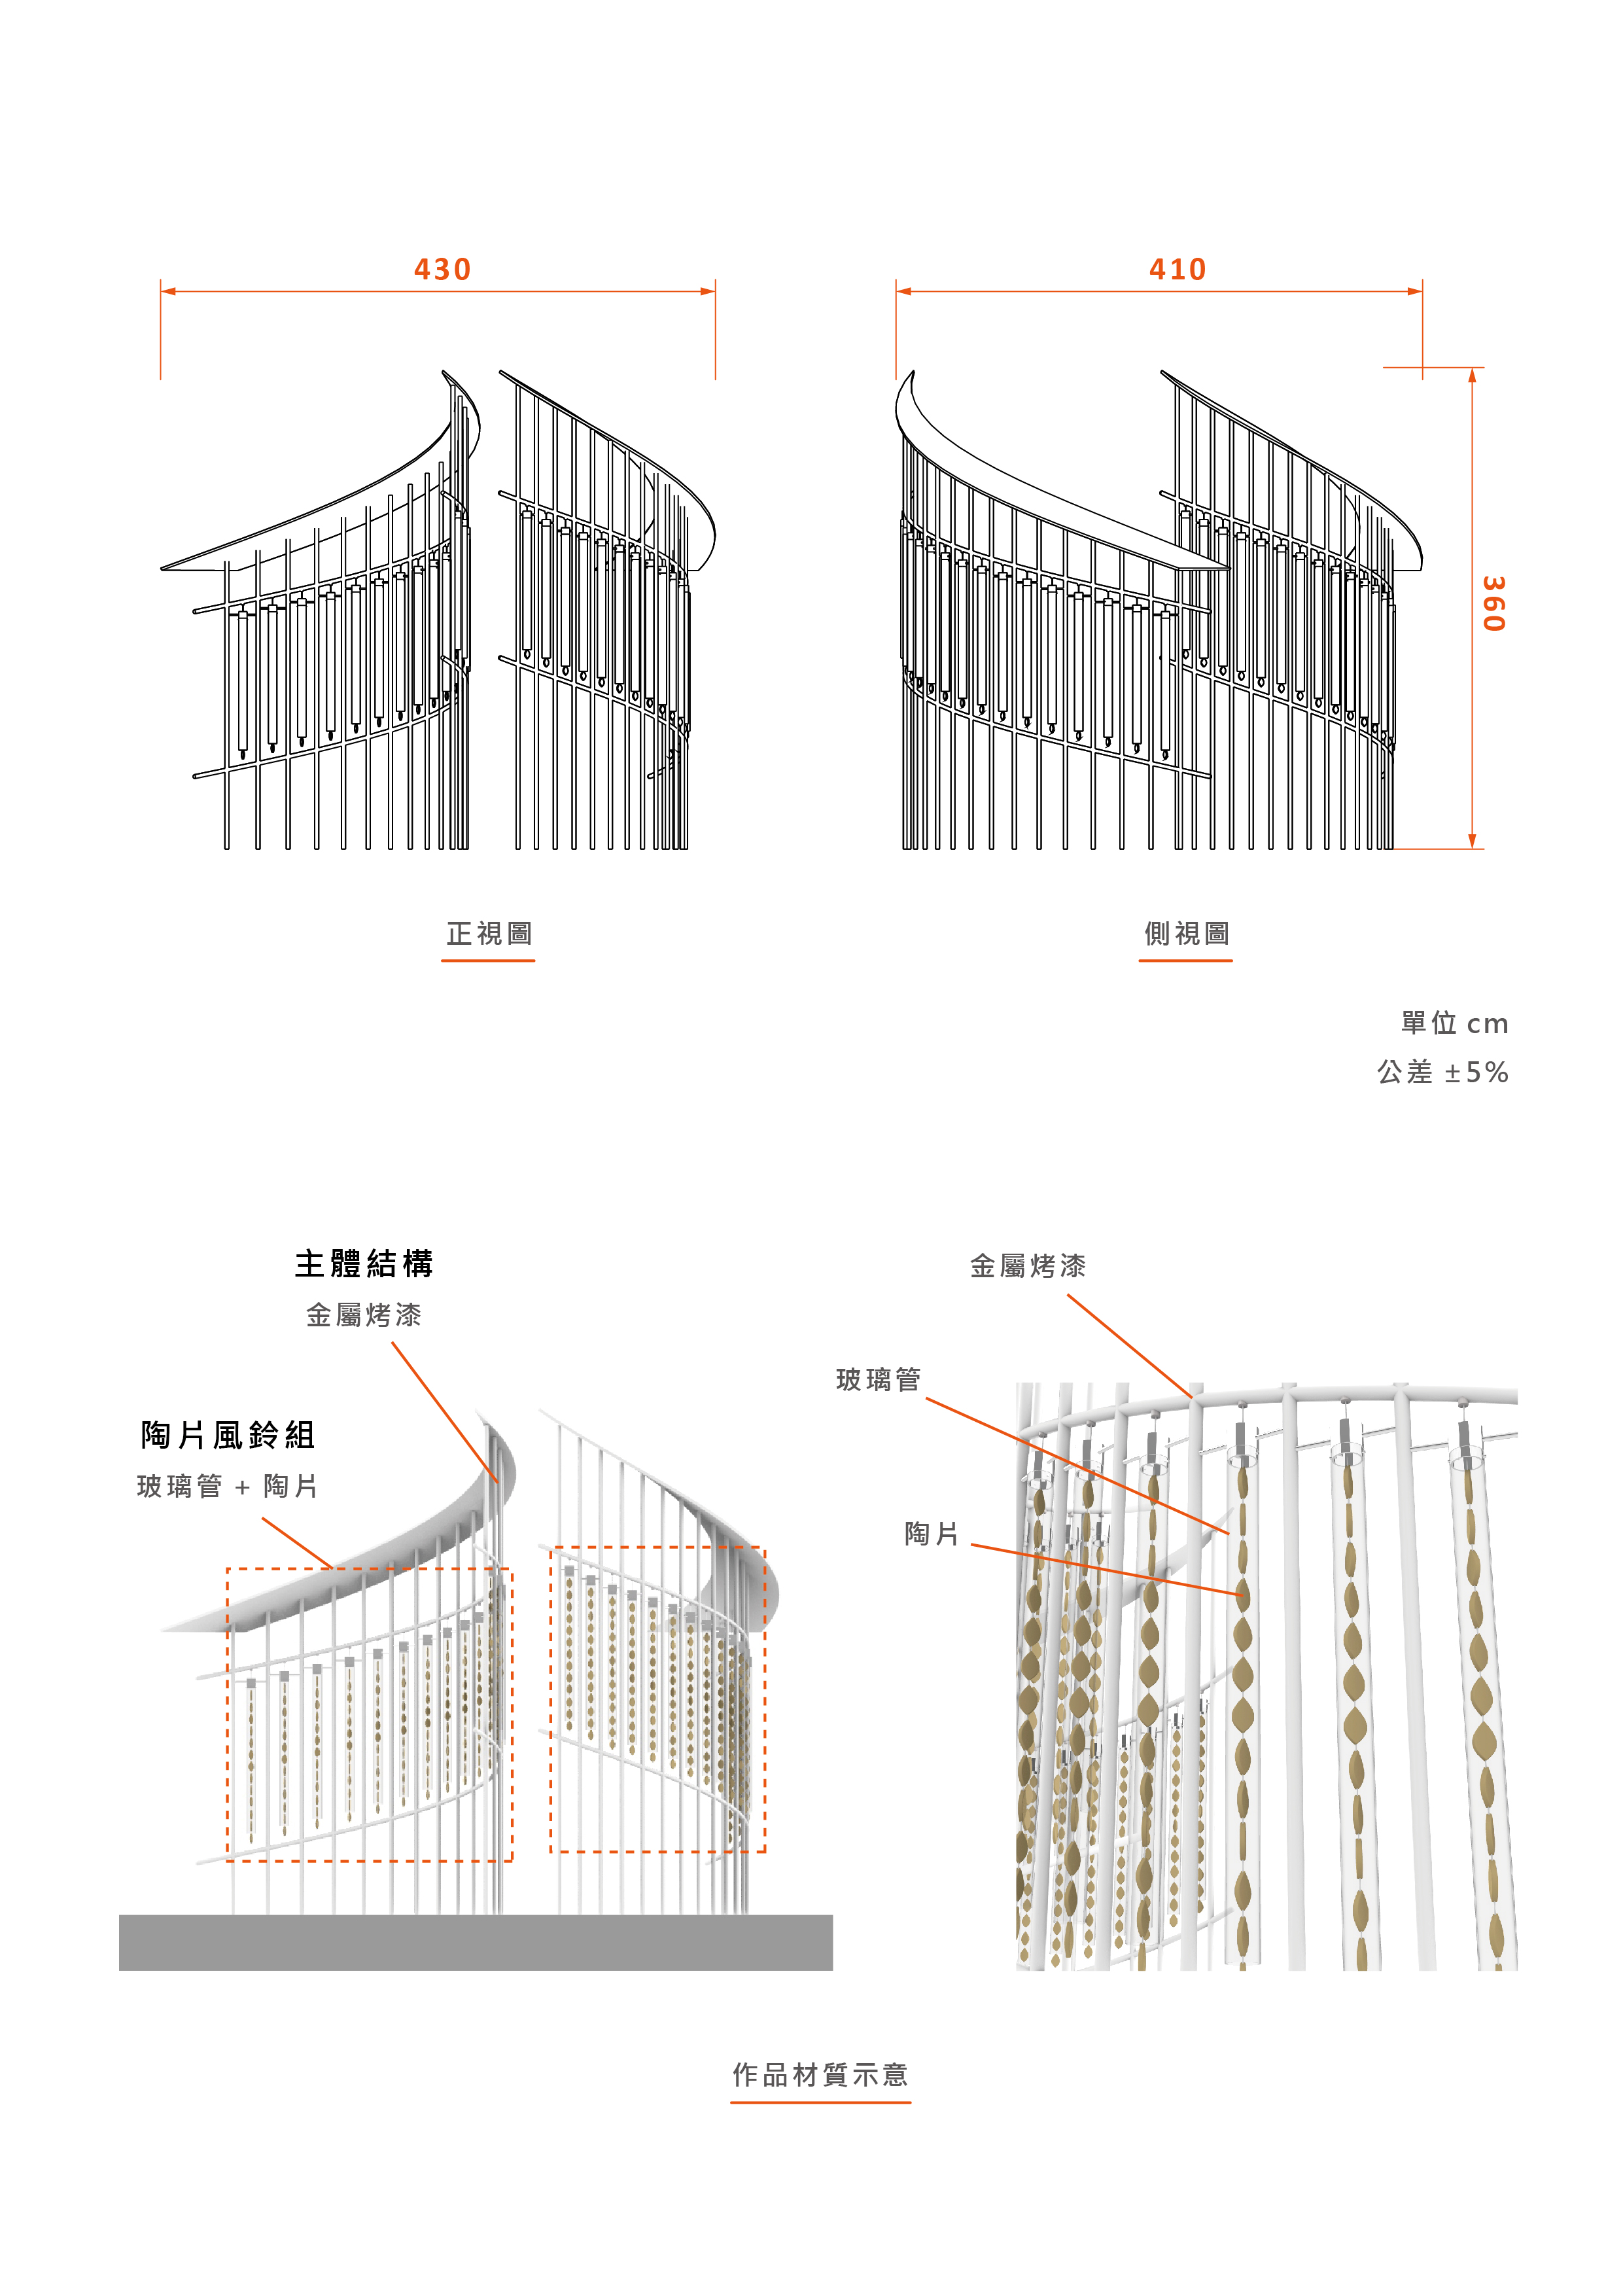 430
410
360
正視圖
側視圖
單位 cm
公差 ±5%
主體結構
金屬烤漆
陶片風鈴組
玻璃管 + 陶片
金屬烤漆
玻璃管
陶片
作品材質示意